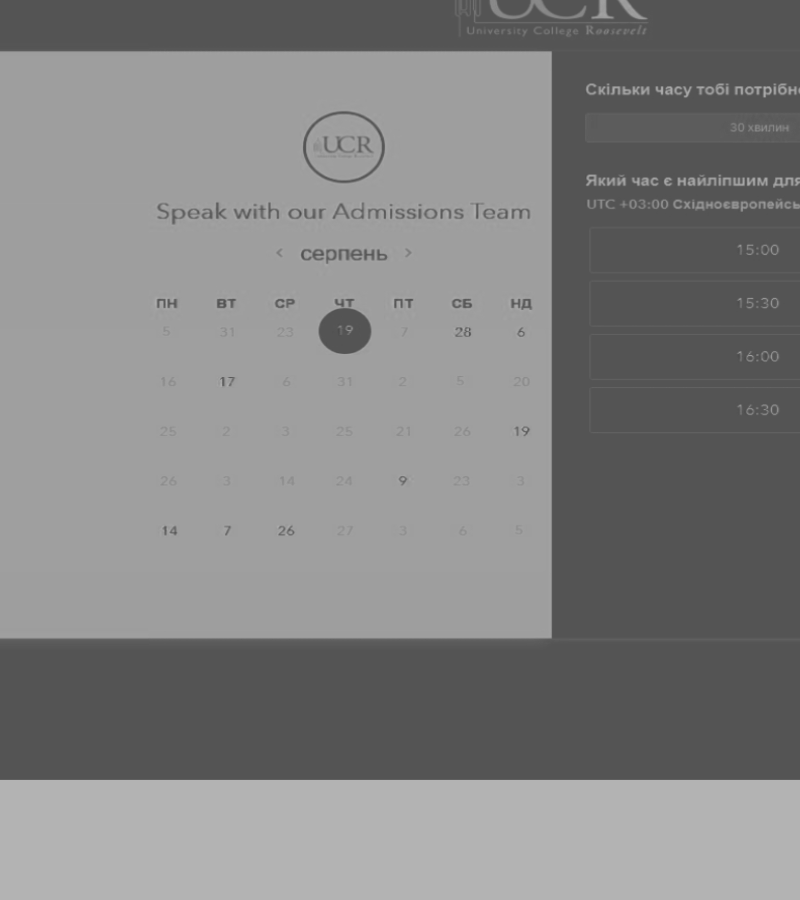 UCR
University College Roosevelt
UCR
Speak with our Admissions Team
‹ серпень ›
ПН ВТ СР ЧТ ПТ СБ НД
5 31 23 19 7 28 6
16 17 6 31 2 5 20
25 2 3 25 21 26 19
26 3 14 24 9 23 3
14 7 26 27 3 6 5
Скільки часу тобі потрібн
30 хвилин
Який час є найліпшим для
UTC +03:00 Східноєвропейсь
15:00
15:30
16:00
16:30